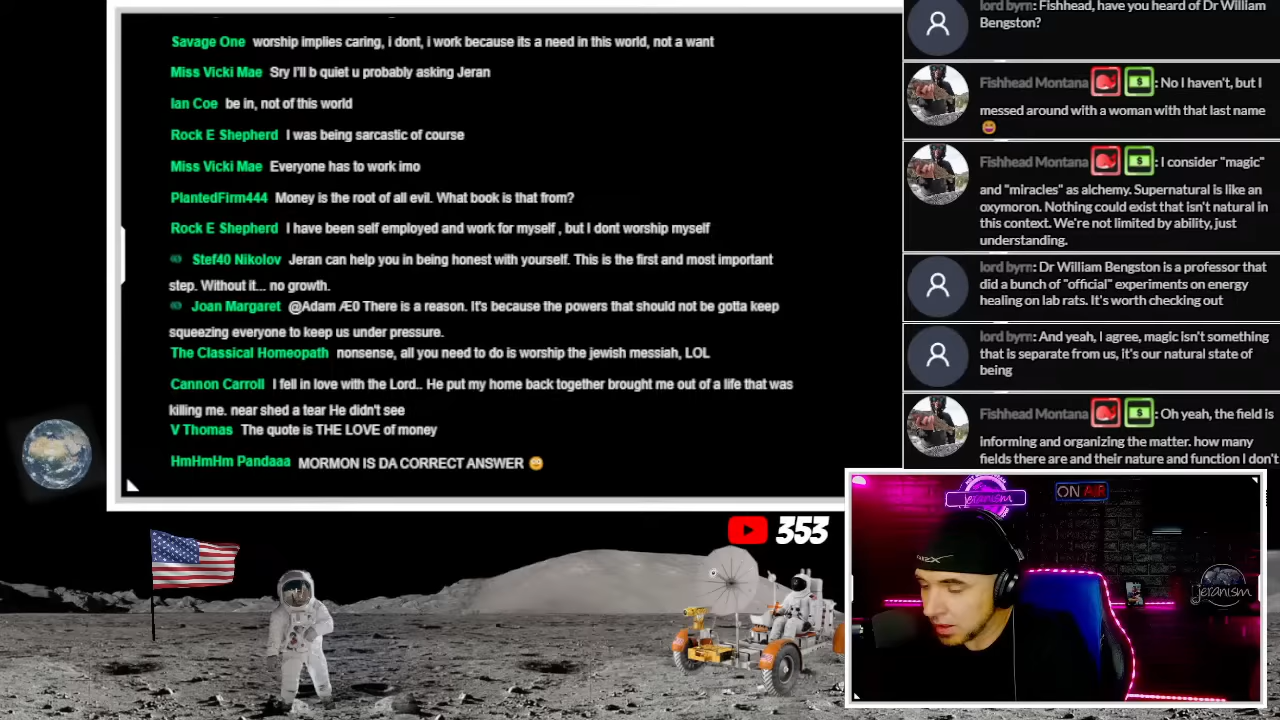 Savage One worship implies caring, i dont, i work because its a need in this world, not a want
Miss Vicki Mae Sry I'll b quiet u probably asking Jeran
Ian Coe be in, not of this world
Rock E Shepherd I was being sarcastic of course
Miss Vicki Mae Everyone has to work imo
PlantedFirm444 Money is the root of all evil. What book is that from?
Rock E Shepherd I have been self employed and work for myself , but I dont worship myself
Stef40 Nikolov Jeran can help you in being honest with yourself. This is the first and most important
step. Without it... no growth.
Joan Margaret @Adam ÆØ There is a reason. It's because the powers that should not be gotta keep
squeezing everyone to keep us under pressure.
The Classical Homeopath nonsense, all you need to do is worship the jewish messiah, LOL
Cannon Carroll I fell in love with the Lord.. He put my home back together brought me out of a life that was
killing me. near shed a tear He didn't see
V Thomas The quote is THE LOVE of money
HmHmHm Pandaaa MORMON IS DA CORRECT ANSWER
lord byrn: Fishhead, have you heard of Dr William
Bengston?
Fishhead Montana : No I haven't, but I
messed around with a woman with that last name
Fishhead Montana : I consider "magic"
and "miracles" as alchemy. Supernatural is like an
oxymoron. Nothing could exist that isn't natural in
this context. We're not limited by ability, just
understanding.
lord byrn: Dr William Bengston is a professor that
did a bunch of "official" experiments on energy
healing on lab rats. It's worth checking out
lord byrn: And yeah, I agree, magic isn't something
that is separate from us, it's our natural state of
being
Fishhead Montana : Oh yeah, the field is
informing and organizing the matter. how many
fields there are and their nature and function I don't
353
jeranism
ON AIR
jeranism